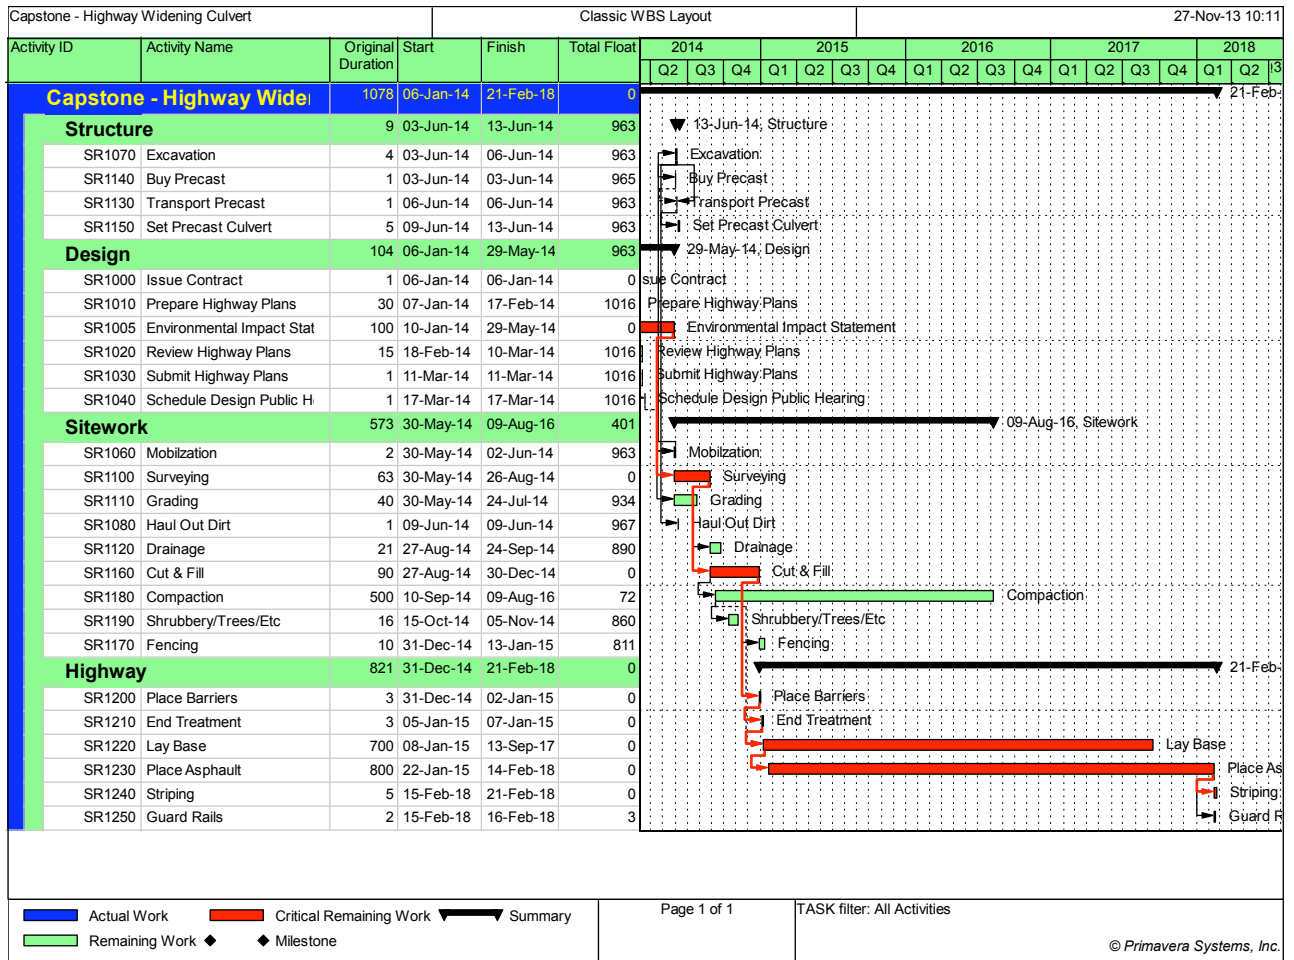 Capstone - Highway Widening Culvert Classic WBS Layout 27-Nov-13 10:11
Activity ID Activity Name Original Duration Start Finish Total Float 2014 2015 2016 2017 2018
Q2 Q3 Q4 Q1 Q2 Q3 Q4 Q1 Q2 Q3 Q4 Q1 Q2 Q3 Q4 Q1 Q2
Capstone - Highway Wide 1078 06-Jan-14 21-Feb-18 0 21-Feb-
Structure 9 03-Jun-14 13-Jun-14 963 13-Jun-14, Structure
SR1070 Excavation 4 03-Jun-14 06-Jun-14 963 Excavation
SR1140 Buy Precast 1 03-Jun-14 03-Jun-14 965 Buy Precast
SR1130 Transport Precast 1 06-Jun-14 06-Jun-14 963 Transport Precast
SR1150 Set Precast Culvert 5 09-Jun-14 13-Jun-14 963 Set Precast Culvert
Design 104 06-Jan-14 29-May-14 963 29-May-14, Design
SR1000 Issue Contract 1 06-Jan-14 06-Jan-14 0 sue Contract
SR1010 Prepare Highway Plans 30 07-Jan-14 17-Feb-14 1016 Prepare Highway Plans
SR1005 Environmental Impact Stat 100 10-Jan-14 29-May-14 0 Environmental Impact Statement
SR1020 Review Highway Plans 15 18-Feb-14 10-Mar-14 1016 Review Highway Plans
SR1030 Submit Highway Plans 1 11-Mar-14 11-Mar-14 1016 Submit Highway Plans
SR1040 Schedule Design Public H 1 17-Mar-14 17-Mar-14 1016 Schedule Design Public Hearing
Sitework 573 30-May-14 09-Aug-16 401 09-Aug-16, Sitework
SR1060 Mobilzation 2 30-May-14 02-Jun-14 963 Mobilzation
SR1100 Surveying 63 30-May-14 26-Aug-14 0 Surveying
SR1110 Grading 40 30-May-14 24-Jul-14 934 Grading
SR1080 Haul Out Dirt 1 09-Jun-14 09-Jun-14 967 Haul Out Dirt
SR1120 Drainage 21 27-Aug-14 24-Sep-14 890 Drainage
SR1160 Cut & Fill 90 27-Aug-14 30-Dec-14 0 Cut & Fill
SR1180 Compaction 500 10-Sep-14 09-Aug-16 72 Compaction
SR1190 Shrubbery/Trees/Etc 16 15-Oct-14 05-Nov-14 860 Shrubbery/Trees/Etc
SR1170 Fencing 10 31-Dec-14 13-Jan-15 811 Fencing
Highway 821 31-Dec-14 21-Feb-18 0 21-Feb-
SR1200 Place Barriers 3 31-Dec-14 02-Jan-15 0 Place Barriers
SR1210 End Treatment 3 05-Jan-15 07-Jan-15 0 End Treatment
SR1220 Lay Base 700 08-Jan-15 13-Sep-17 0 Lay Base
SR1230 Place Asphalt 800 22-Jan-15 14-Feb-18 0 Place As
SR1240 Striping 5 15-Feb-18 21-Feb-18 0 Striping
SR1250 Guard Rails 2 15-Feb-18 16-Feb-18 3 Guard R
Actual Work Critical Remaining Work Summary Page 1 of 1 TASK filter: All Activities
Remaining Work Milestone
© Primavera Systems, Inc.